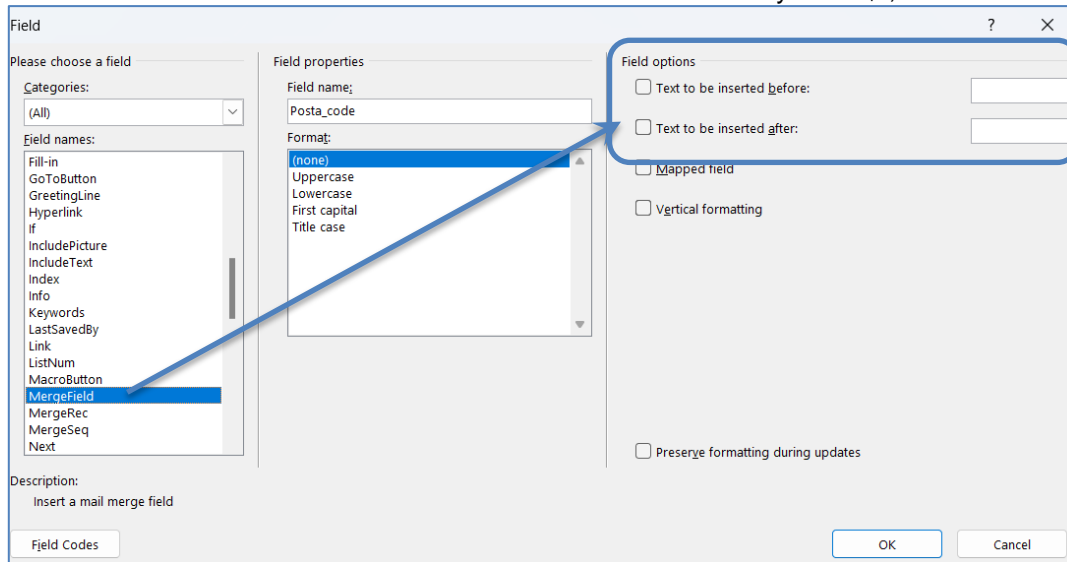 Field
?
Please choose a field
Categories:
(All)
Field names:
Fill-in
GoToButton
GreetingLine
Hyperlink
If
IncludePicture
IncludeText
Index
Info
Keywords
LastSavedBy
Link
ListNum
MacroButton
MergeField
MergeRec
MergeSeq
Next
Field properties
Field name:
Posta_code
Format:
(none)
Uppercase
Lowercase
First capital
Title case
Field options
Text to be inserted before:
Text to be inserted after:
Mapped field
Vertical formatting
Preserve formatting during updates
Description:
Insert a mail merge field
Field Codes
OK
Cancel